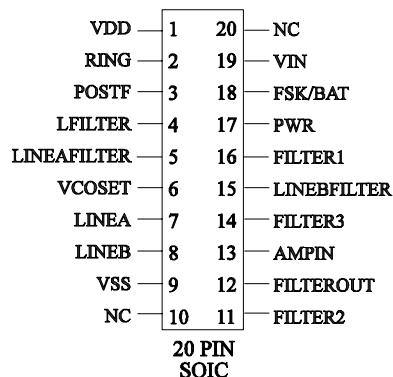 VDD 1 20 NC
RING 2 19 VIN
POSTF 3 18 FSK/BAT
LFILTER 4 17 PWR
LINEAFILTER 5 16 FILTER1
VCOSET 6 15 LINEBFILTER
LINEA 7 14 FILTER3
LINEB 8 13 AMPIN
VSS 9 12 FILTEROUT
NC 10 11 FILTER2
20 PIN
SOIC